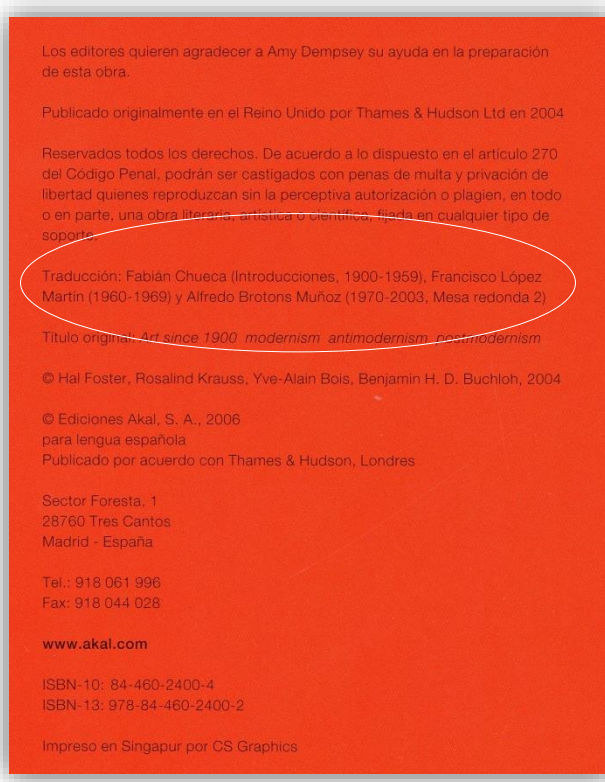 Los editores quieren agradecer a Amy Dempsey su ayuda en la preparación
de esta obra.
Publicado originalmente en el Reino Unido por Thames & Hudson Ltd en 2004
Reservados todos los derechos. De acuerdo a lo dispuesto en el artículo 270
del Código Penal, podrán ser castigados con penas de multa y privación de
libertad quienes reproduzcan sin la perceptiva autorización o plagien, en todo
o en parte, una obra literaria, artística o científica, fijada en cualquier tipo de
soporte.
Traducción: Fabián Chueca (Introducciones, 1900-1959), Francisco López
Martín (1960-1969) y Alfredo Brotons Muñoz (1970-2003, Mesa redonda 2)
Título original: Art since 1900 modernism antimodernism postmodernism
© Hal Foster, Rosalind Krauss, Yve-Alain Bois, Benjamin H. D. Buchloh, 2004
© Ediciones Akal, S. A., 2006
para lengua española
Publicado por acuerdo con Thames & Hudson, Londres
Sector Foresta, 1
28760 Tres Cantos
Madrid - España
Tel.: 918 061 996
Fax: 918 044 028
www.akal.com
ISBN-10: 84-460-2400-4
ISBN-13: 978-84-460-2400-2
Impreso en Singapur por CS Graphics